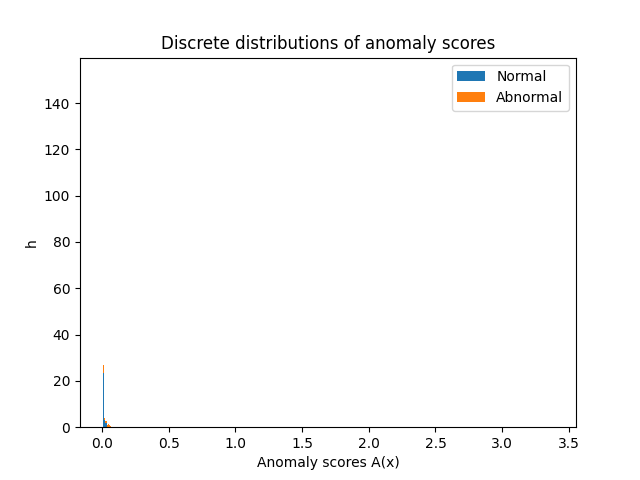 Discrete distributions of anomaly scores
Normal
Abnormal
140
120
100
80
60
40
20
0
h
0.0 0.5 1.0 1.5 2.0 2.5 3.0 3.5
Anomaly scores A(x)